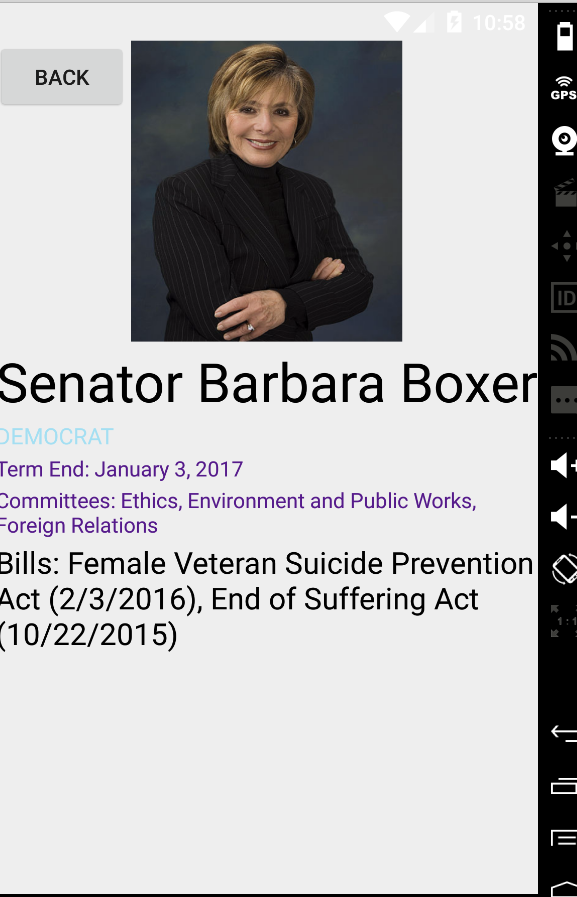 10:58
BACK
GPS
ID
Senator Barbara Boxer
DEMOCRAT
Term End: January 3, 2017
Committees: Ethics, Environment and Public Works,
Foreign Relations
Bills: Female Veteran Suicide Prevention
Act (2/3/2016), End of Suffering Act
(10/22/2015)
1:1